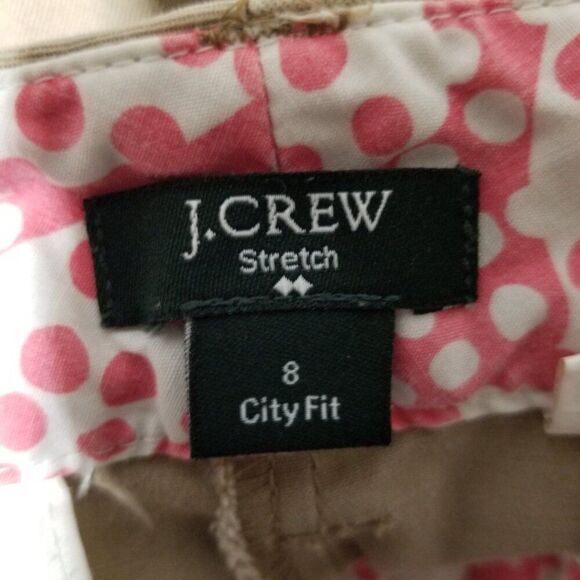 J.CREW
Stretch
8
City Fit